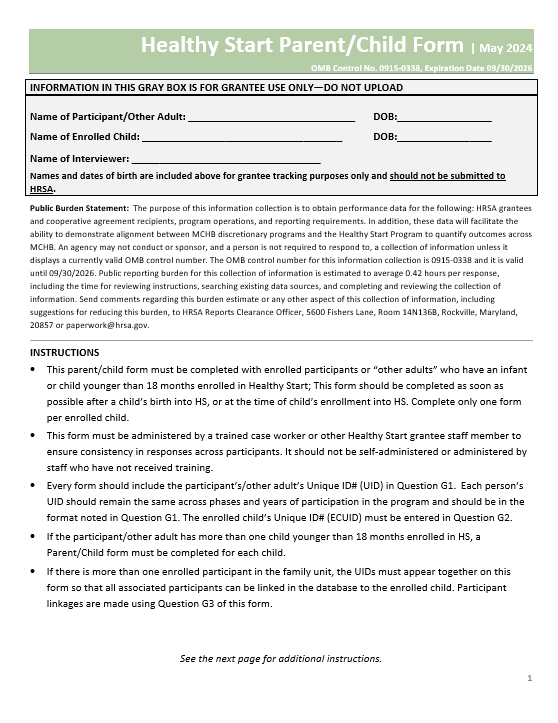 Healthy Start Parent/Child Form | May 2024
OMB Control No. 0915-0338, Expiration Date 09/30/2026
INFORMATION IN THIS GRAY BOX IS FOR GRANTEE USE ONLY—DO NOT UPLOAD
Name of Participant/Other Adult: ______________________________ DOB:_________________
Name of Enrolled Child: ______________________________________ DOB:_________________
Name of Interviewer: __________________________________
Names and dates of birth are included above for grantee tracking purposes only and should not be submitted to
HRSA.
Public Burden Statement: The purpose of this information collection is to obtain performance data for the following: HRSA grantees
and cooperative agreement recipients, program operations, and reporting requirements. In addition, these data will facilitate the
ability to demonstrate alignment between MCHB discretionary programs and the Healthy Start Program to quantify outcomes across
MCHB. An agency may not conduct or sponsor, and a person is not required to respond to, a collection of information unless it
displays a currently valid OMB control number. The OMB control number for this information collection is 0915-0338 and it is valid
until 09/30/2026. Public reporting burden for this collection of information is estimated to average 0.42 hours per response,
including the time for reviewing instructions, searching existing data sources, and completing and reviewing the collection of
information. Send comments regarding this burden estimate or any other aspect of this collection of information, including
suggestions for reducing this burden, to HRSA Reports Clearance Officer, 5600 Fishers Lane, Room 14N136B, Rockville, Maryland,
20857 or paperwork@hrsa.gov.
INSTRUCTIONS
• This parent/child form must be completed with enrolled participants or “other adults” who have an infant
or child younger than 18 months enrolled in Healthy Start; This form should be completed as soon as
possible after a child’s birth into HS, or at the time of child’s enrollment into HS. Complete only one form
per enrolled child.
• This form must be administered by a trained case worker or other Healthy Start grantee staff member to
ensure consistency in responses across participants. It should not be self-administered or administered by
staff who have not received training.
• Every form should include the participant’s/other adult’s Unique ID# (UID) in Question G1. Each person’s
UID should remain the same across phases and years of participation in the program and should be in the
format noted in Question G1. The enrolled child’s Unique ID# (ECUID) must be entered in Question G2.
• If the participant/other adult has more than one child younger than 18 months enrolled in HS, a
Parent/Child form must be completed for each child.
• If there is more than one enrolled participant in the family unit, the UIDs must appear together on this
form so that all associated participants can be linked in the database to the enrolled child. Participant
linkages are made using Question G3 of this form.
See the next page for additional instructions.
1